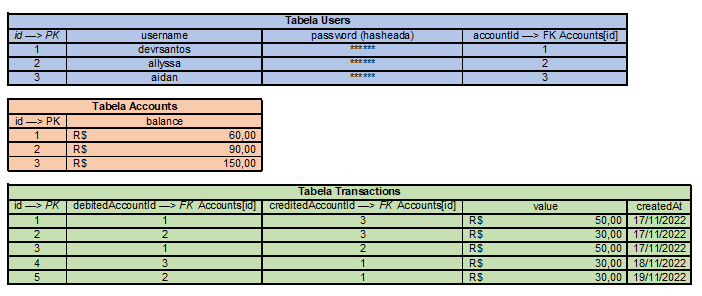 Tabela Users
id —> PK username password (hasheada) accountId —> FK Accounts[id]
1 devrsantos ****** 1
2 allyssa ****** 2
3 aidan ****** 3
Tabela Accounts
id —> PK balance
1 R$ 60,00
2 R$ 90,00
3 R$ 150,00
Tabela Transactions
id —> PK debitedAccountId —> FK Accounts[id] creditedAccountId —> FK Accounts[id] value createdAt
1 1 3 R$ 50,00 17/11/2022
2 2 3 R$ 30,00 17/11/2022
3 1 2 R$ 50,00 17/11/2022
4 3 1 R$ 30,00 18/11/2022
5 2 1 R$ 30,00 19/11/2022